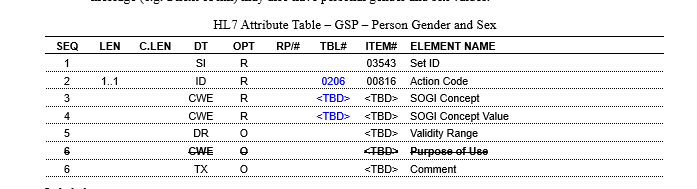 HL7 Attribute Table – GSP – Person Gender and Sex
SEQ LEN C.LEN DT OPT RP/# TBL# ITEM# ELEMENT NAME
1 SI R 03543 Set ID
2 1..1 ID R 0206 00816 Action Code
3 CWE R <TBD> <TBD> SOGI Concept
4 CWE R <TBD> <TBD> SOGI Concept Value
5 DR O <TBD> Validity Range
6 CWE O <TBD> Purpose of Use
6 TX O <TBD> Comment